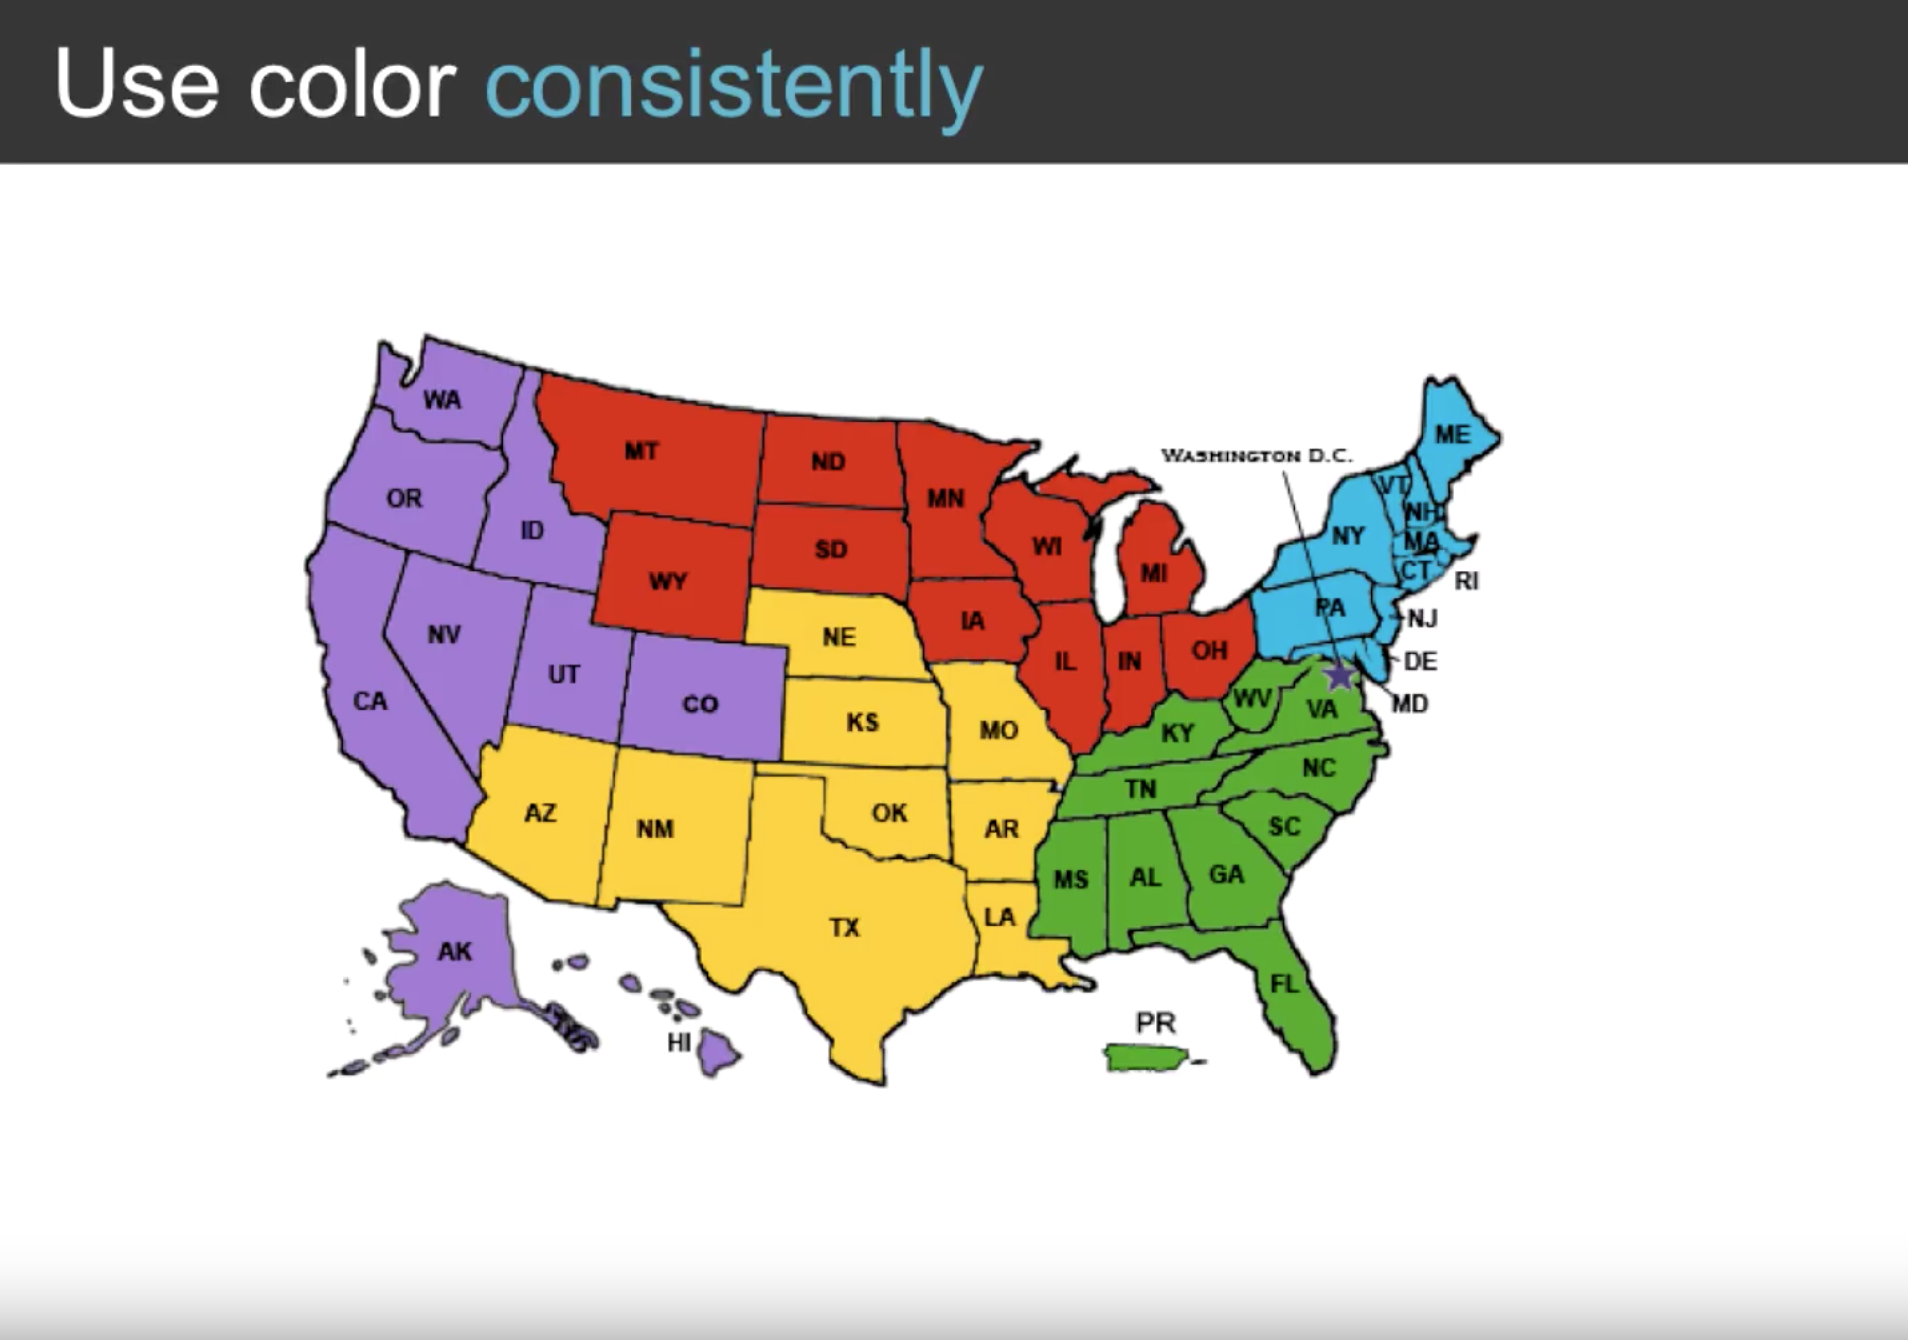 Use color consistently
WA
MT
ND
MN
OR
ID
WY
SD
WI
MI
WASHINGTON D.C.
ME
VT
NH
NY
MA
CT
RI
PA
NJ
DE
MD
NV
UT
CO
CA
NE
IA
IL
IN
OH
KS
MO
WV
VA
KY
NC
TN
AZ
NM
OK
AR
SC
MS
AL
GA
TX
LA
FL
AK
HI
PR